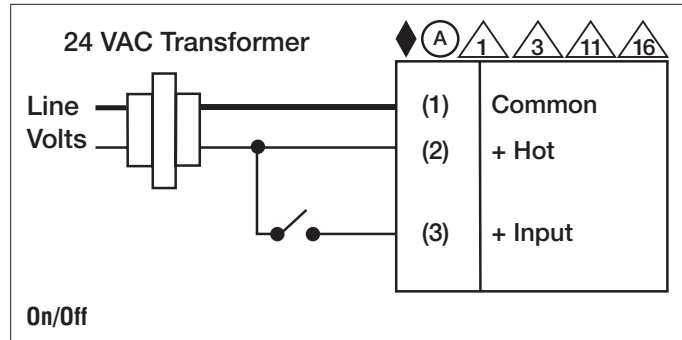 24 VAC Transformer
A 1 3 11 16
Line
Volts
(1) Common
(2) + Hot
(3) + Input
On/Off